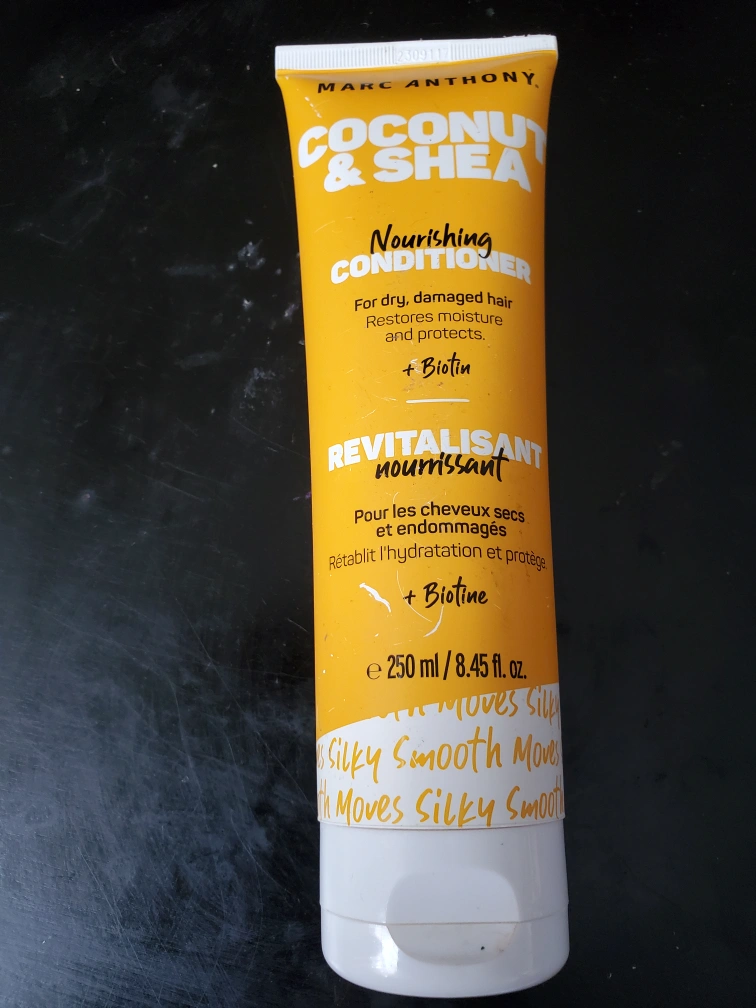 2309117
MARC ANTHONY.
COCONUT
& SHEA
Nourishing
CONDITIONER
For dry, damaged hair
Restores moisture
and protects.
+ Biotin
REVITALISANT
nourrissant
Pour les cheveux secs
et endommagés
Rétablit l'hydratation et protège.
+ Biotine
e 250 ml / 8.45 fl. oz.
Moves Silky
Silky Smooth Moves
Moves Silky Smooth